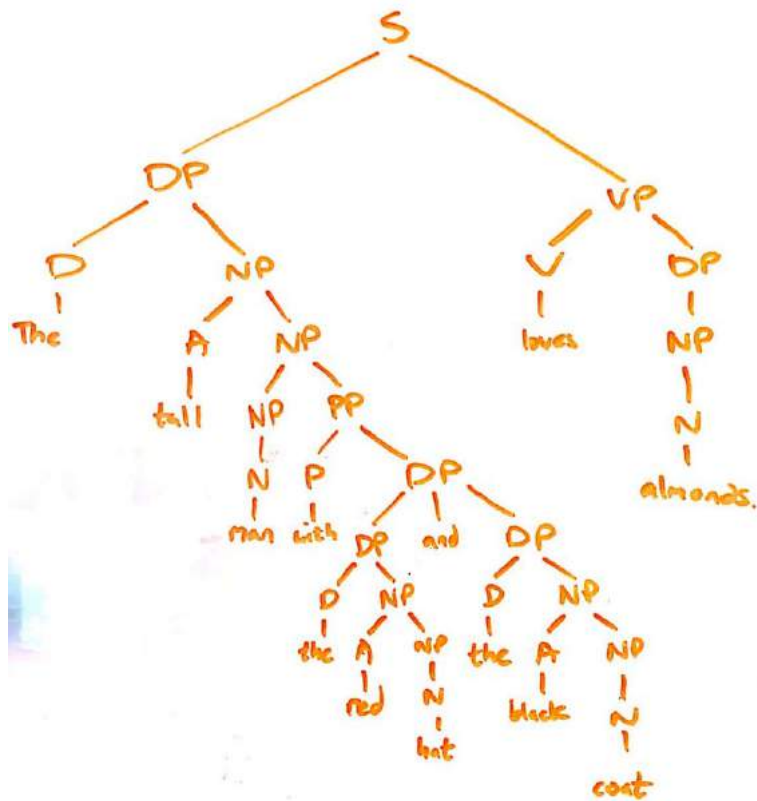 S
DP VP
D NP V DP
The A NP loves NP
tall NP PP N
N P DP almonds.
man with DP and DP
D NP D NP
the A NP the A NP
red N black N
hat coat